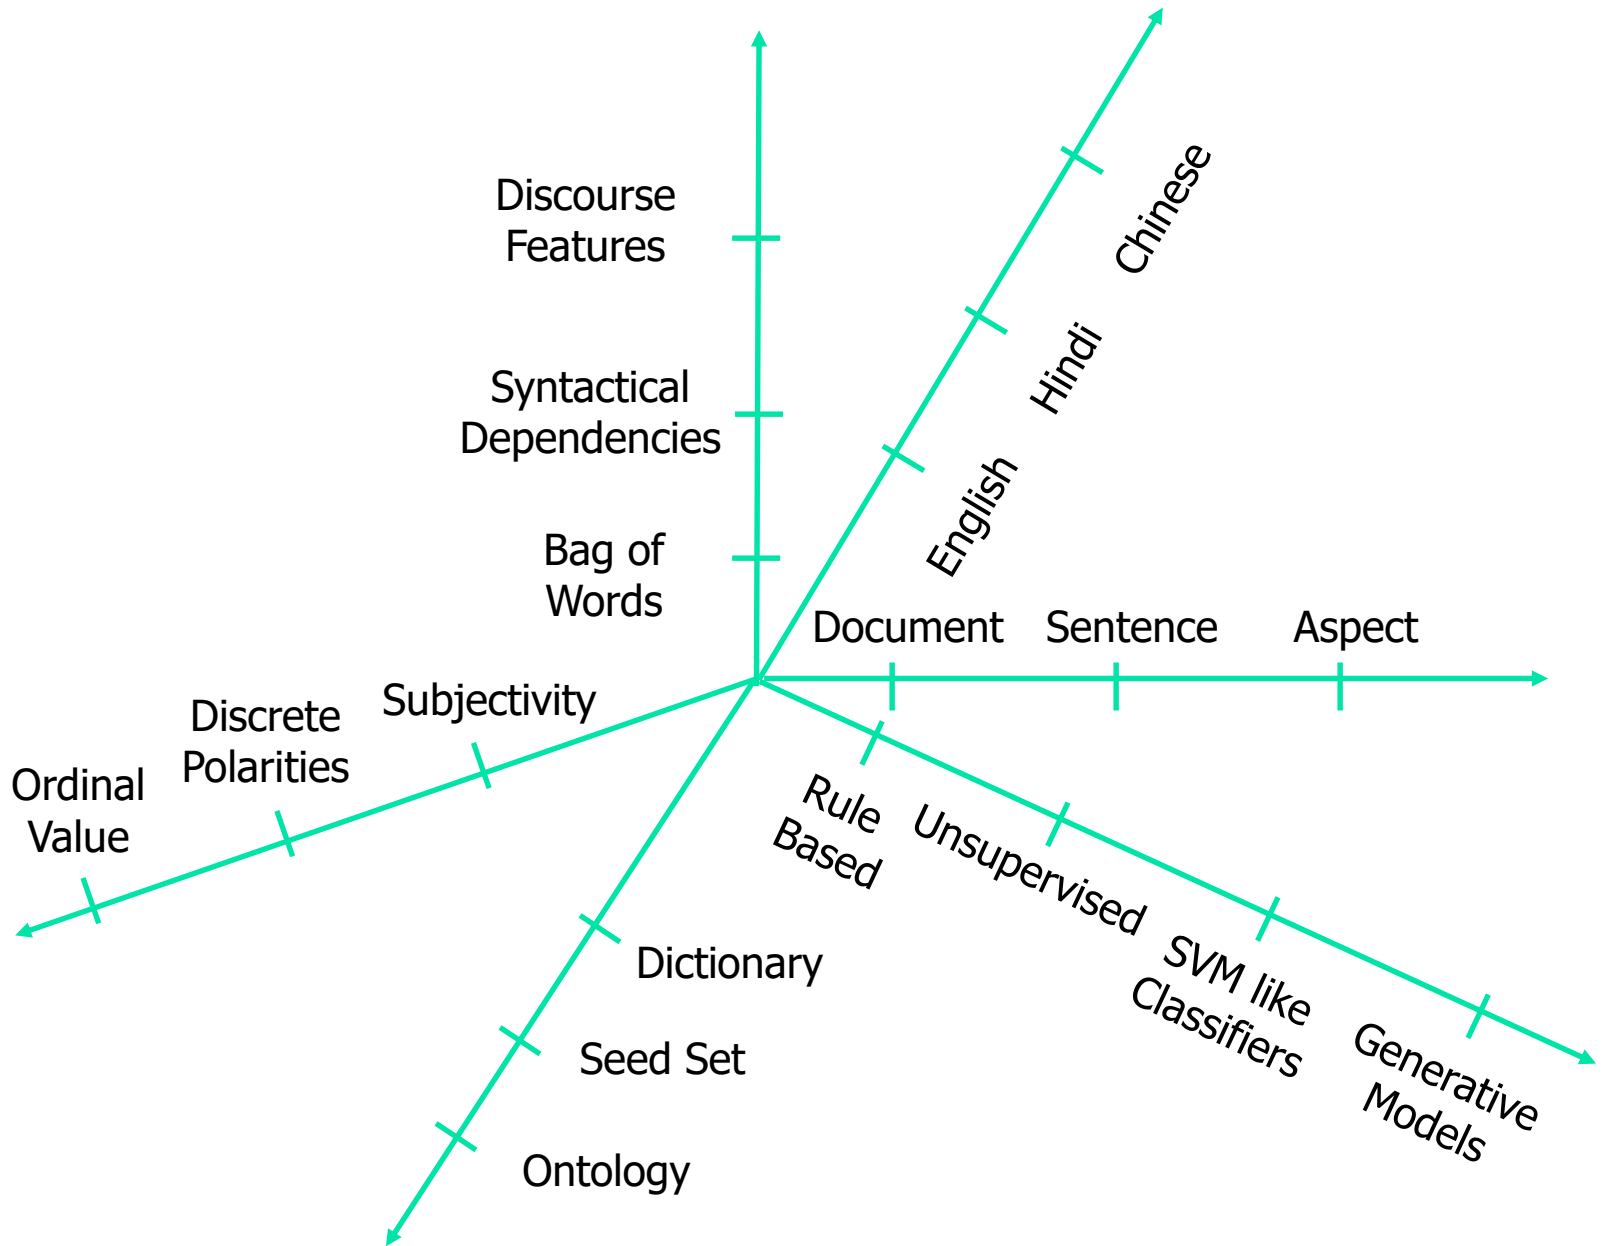 Discourse
Features
Syntactical
Dependencies
Bag of
Words
Chinese
Hindi
English
Document
Sentence
Aspect
Subjectivity
Discrete
Polarities
Ordinal
Value
Rule
Based
Unsupervised
SVM like
Classifiers
Generative
Models
Dictionary
Seed Set
Ontology